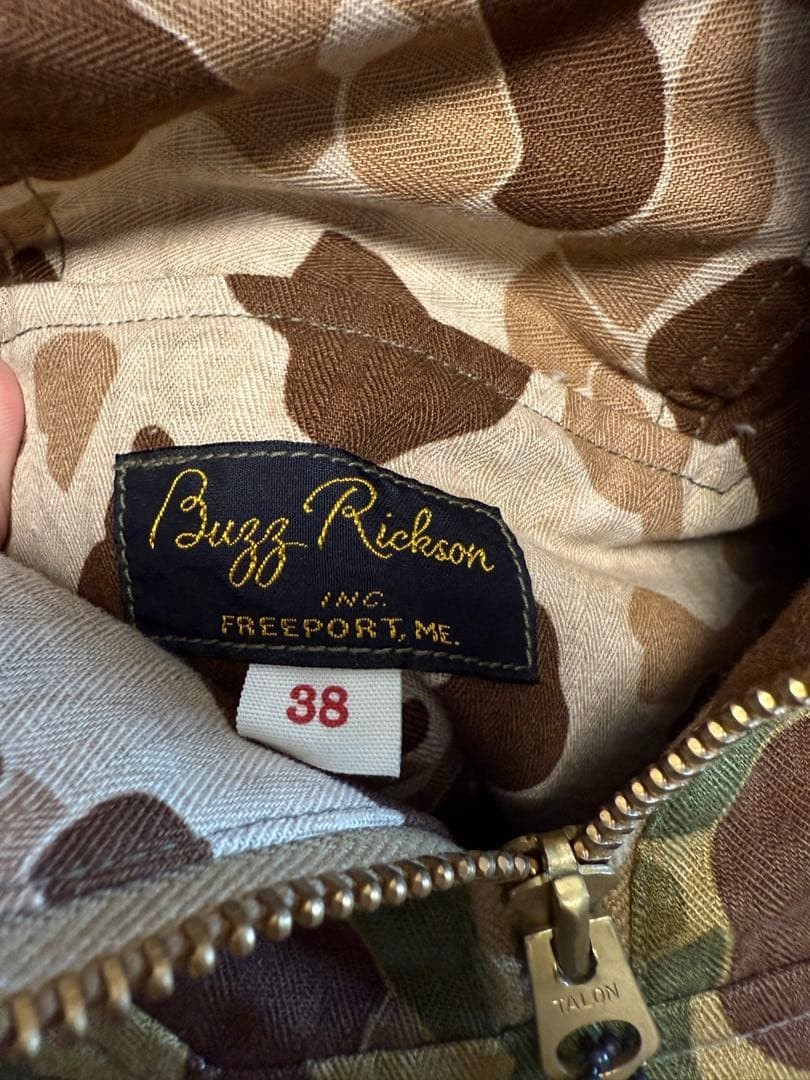 Buzz Rickson
INC.
FREEPORT, ME.
38
TALON